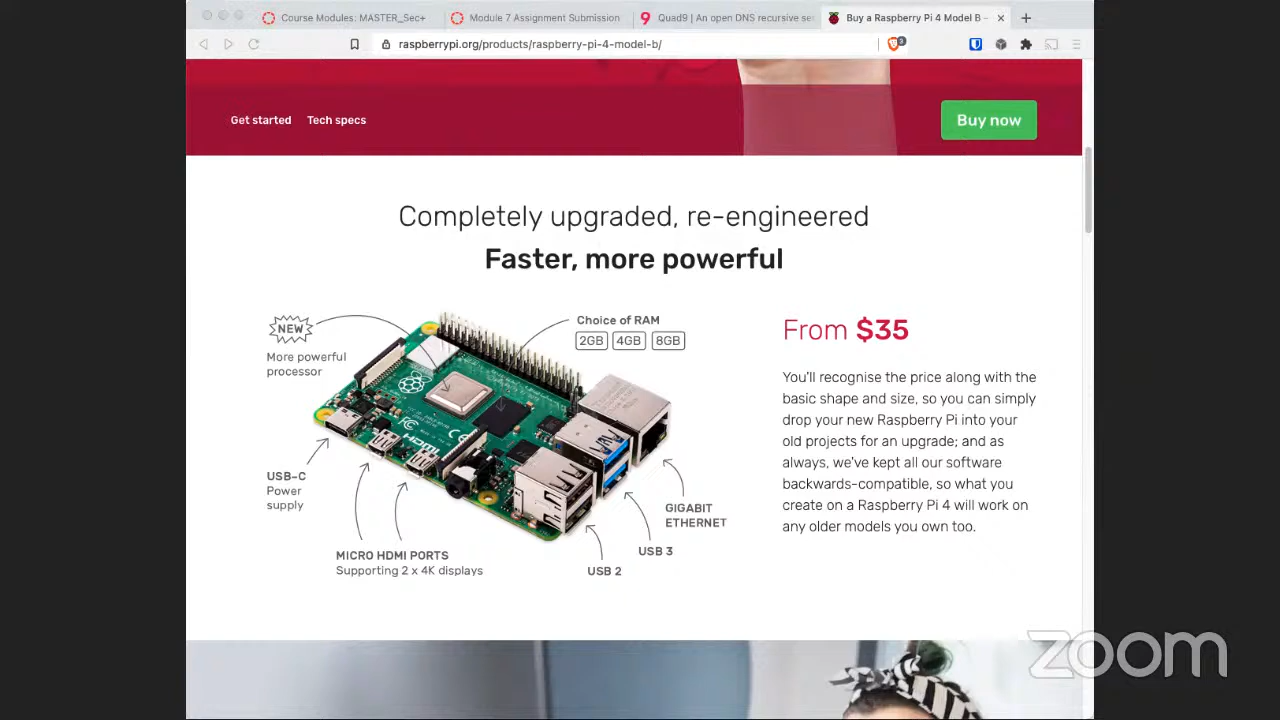 Course Modules: MASTER_Sec+
Module 7 Assignment Submission
Quad9 | An open DNS recursive se
Buy a Raspberry Pi 4 Model B –
raspberrypi.org/products/raspberry-pi-4-model-b/
3
Get started
Tech specs
Buy now
Completely upgraded, re-engineered
Faster, more powerful
NEW
More powerful
processor
Choice of RAM
2GB 4GB 8GB
HDMI
USB-C
Power
supply
MICRO HDMI PORTS
Supporting 2 x 4K displays
USB 2
USB 3
GIGABIT
ETHERNET
From $35
You'll recognise the price along with the
basic shape and size, so you can simply
drop your new Raspberry Pi into your
old projects for an upgrade; and as
always, we've kept all our software
backwards-compatible, so what you
create on a Raspberry Pi 4 will work on
any older models you own too.
zoom